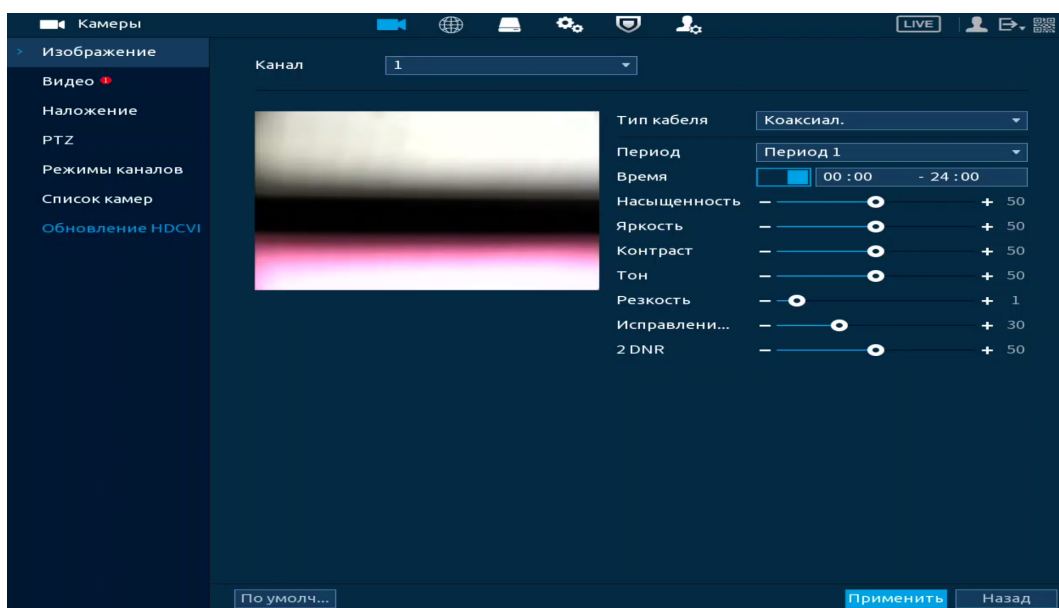 Камеры
LIVE
Изображение
Видео 1
Наложение
PTZ
Режимы каналов
Список камер
Обновление HDCVI
Канал 1
Тип кабеля Коаксиал.
Период Период 1
Время 00 : 00 - 24 : 00
Насыщенность 50
Яркость 50
Контраст 50
Тон 50
Резкость 1
Исправлени... 30
2 DNR 50
По умолч... Применить Назад